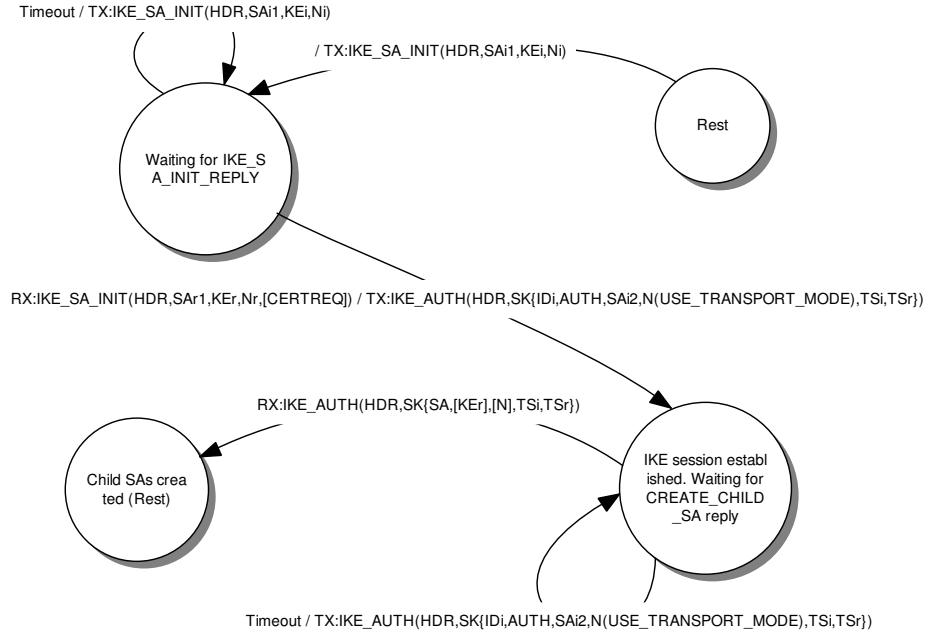 Timeout / TX:IKE_SA_INIT(HDR,SAi1,KEi,Ni)
/ TX:IKE_SA_INIT(HDR,SAi1,KEi,Ni)
Rest
Waiting for IKE_S
A_INIT_REPLY
RX:IKE_SA_INIT(HDR,SAr1,KEr,Nr,[CERTREQ]) / TX:IKE_AUTH(HDR,SK{IDi,AUTH,SAi2,N(USE_TRANSPORT_MODE),TSi,TSr})
RX:IKE_AUTH(HDR,SK{SA,[KEr],[N],TSi,TSr})
Child SAs crea
ted (Rest)
IKE session establ
ished. Waiting for
CREATE_CHILD
_SA reply
Timeout / TX:IKE_AUTH(HDR,SK{IDi,AUTH,SAi2,N(USE_TRANSPORT_MODE),TSi,TSr})